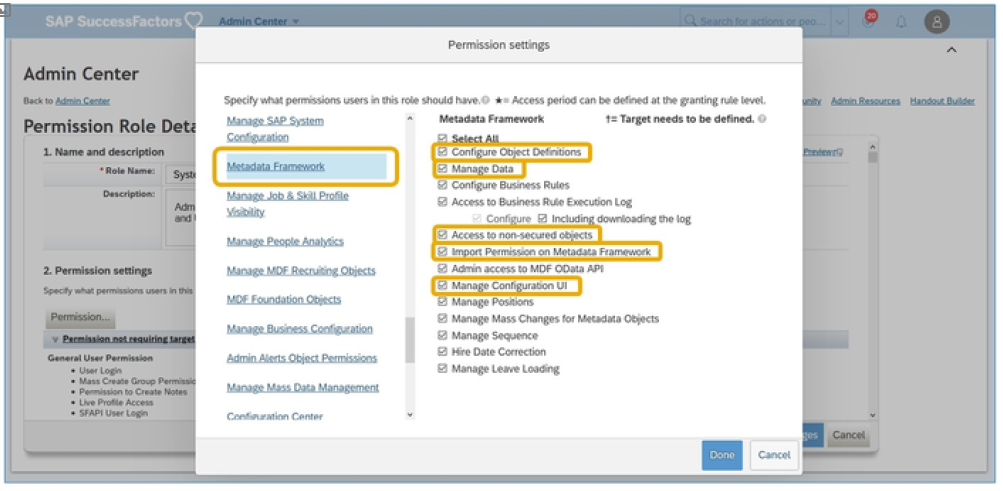 SAP SuccessFactors
Admin Center
Search for actions or peo...
20
Permission settings
Admin Center
Back to Admin Center
Admin Resources
Handout Builder
Permission Role Deta
1. Name and description
* Role Name:
Syste
Description:
Adm
and U
2. Permission settings
Specify what permissions users in this
Permission...
Permission not requiring target
General User Permission
• User Login
• Mass Create Group Permissio
• Permission to Create Notes
• Live Profile Access
• SFAPI User Login
Specify what permissions users in this role should have. ★= Access period can be defined at the granting rule level.
Manage SAP System
Configuration
Metadata Framework
Manage Job & Skill Profile
Visibility
Manage People Analytics
Manage MDF Recruiting Objects
MDF Foundation Objects
Manage Business Configuration
Admin Alerts Object Permissions
Manage Mass Data Management
Configuration Center
Metadata Framework
†= Target needs to be defined.
Select All
Configure Object Definitions
Manage Data
Configure Business Rules
Access to Business Rule Execution Log
Configure
Including downloading the log
Access to non-secured objects
Import Permission on Metadata Framework
Admin access to MDF OData API
Manage Configuration UI
Manage Positions
Manage Mass Changes for Metadata Objects
Manage Sequence
Hire Date Correction
Manage Leave Loading
Done
Cancel
ges
Cancel